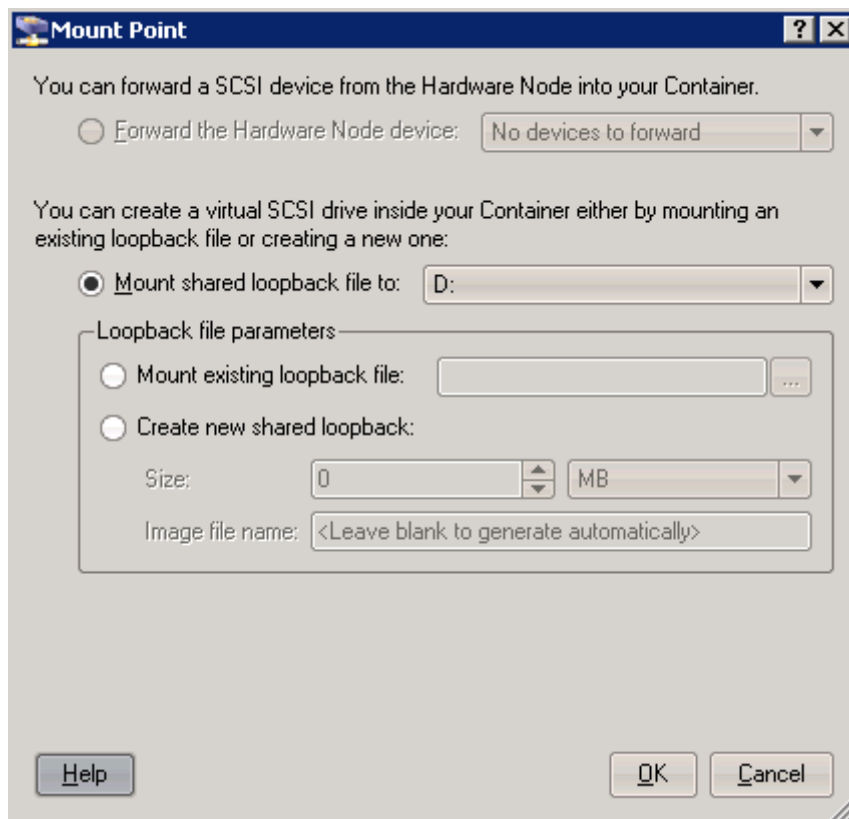 Mount Point
You can forward a SCSI device from the Hardware Node into your Container.
Forward the Hardware Node device: No devices to forward
You can create a virtual SCSI drive inside your Container either by mounting an
existing loopback file or creating a new one:
Mount shared loopback file to: D:
Loopback file parameters
Mount existing loopback file: ...
Create new shared loopback:
Size: 0 MB
Image file name: <Leave blank to generate automatically>
Help OK Cancel